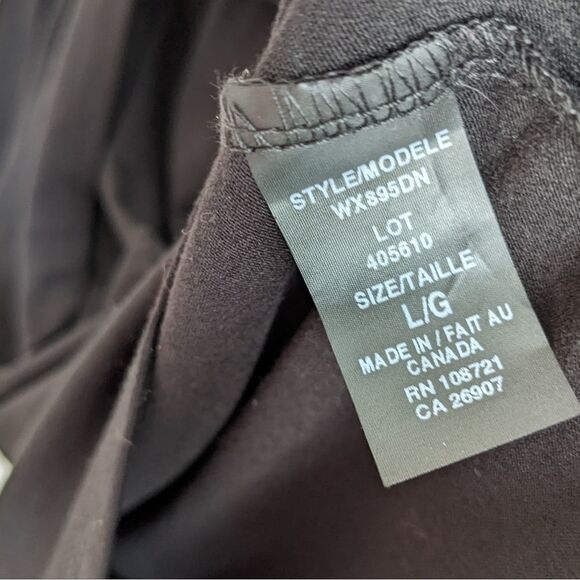 STYLE/MODELE
WX895DN
LOT
405610
SIZE/TAILLE
L/G
MADE IN / FAIT AU
CANADA
RN 108721
CA 26907